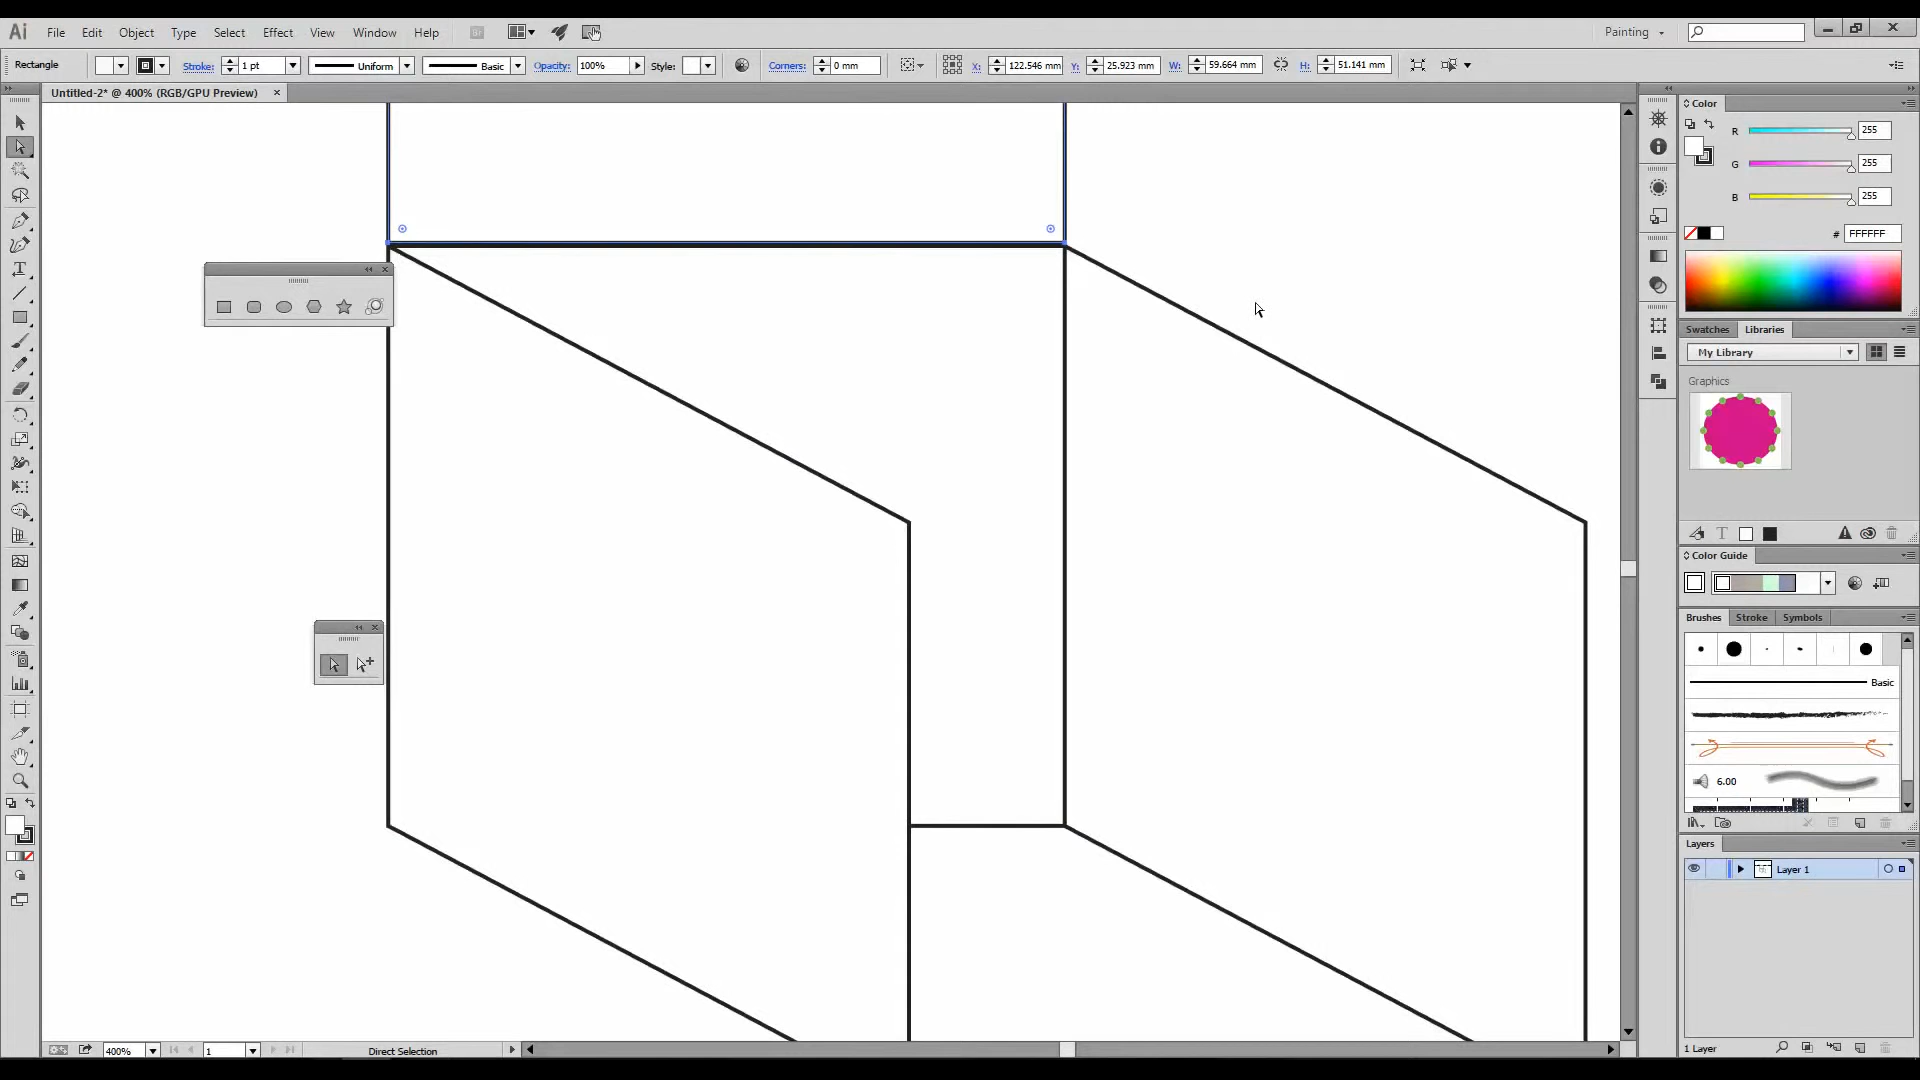 Ai File Edit Object Type Select Effect View Window Help Br Painting
Rectangle Stroke: 1 pt Uniform Basic Opacity: 100% Style: Corners: 0 mm X: 122.546 mm Y: 25.923 mm W: 59.664 mm H: 51.141 mm
Untitled-2* @ 400% (RGB/GPU Preview)
Color
R 255
G 255
B 255
# FFFFFF
Swatches Libraries
My Library
Graphics
Color Guide
Brushes Stroke Symbols
Basic
6.00
Layers
Layer 1
1 Layer
400% 1 Direct Selection